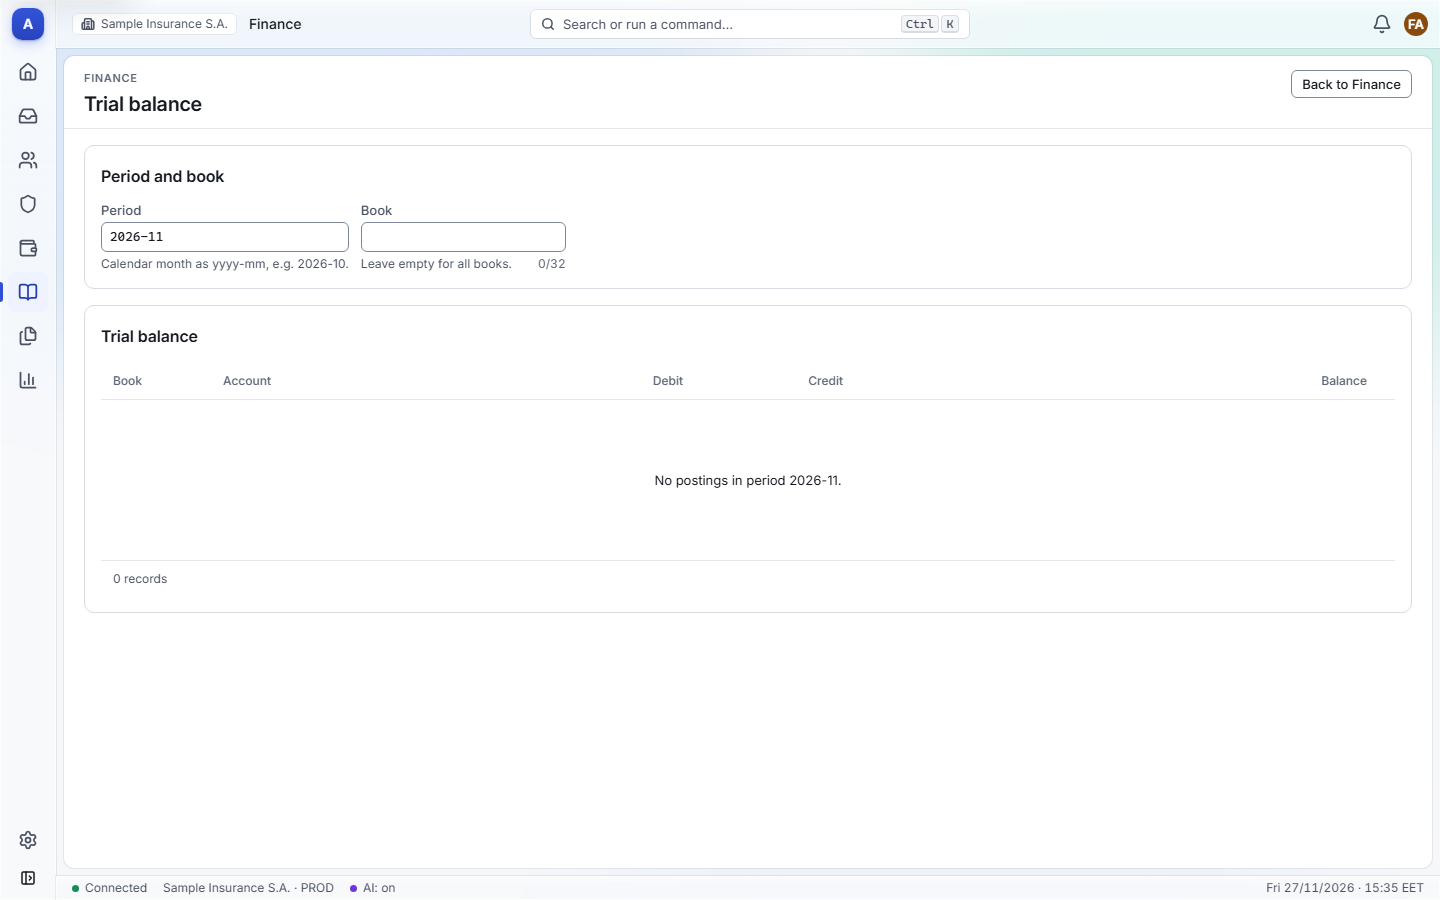 A
Sample Insurance S.A.
Finance
Search or run a command...
Ctrl K
FA
FINANCE
Trial balance
Back to Finance
Period and book
Period
Book
2026-11
Calendar month as yyyy-mm, e.g. 2026-10.
Leave empty for all books.
0/32
Trial balance
Book Account Debit Credit Balance
No postings in period 2026-11.
0 records
Connected
Sample Insurance S.A. · PROD
AI: on
Fri 27/11/2026 · 15:35 EET